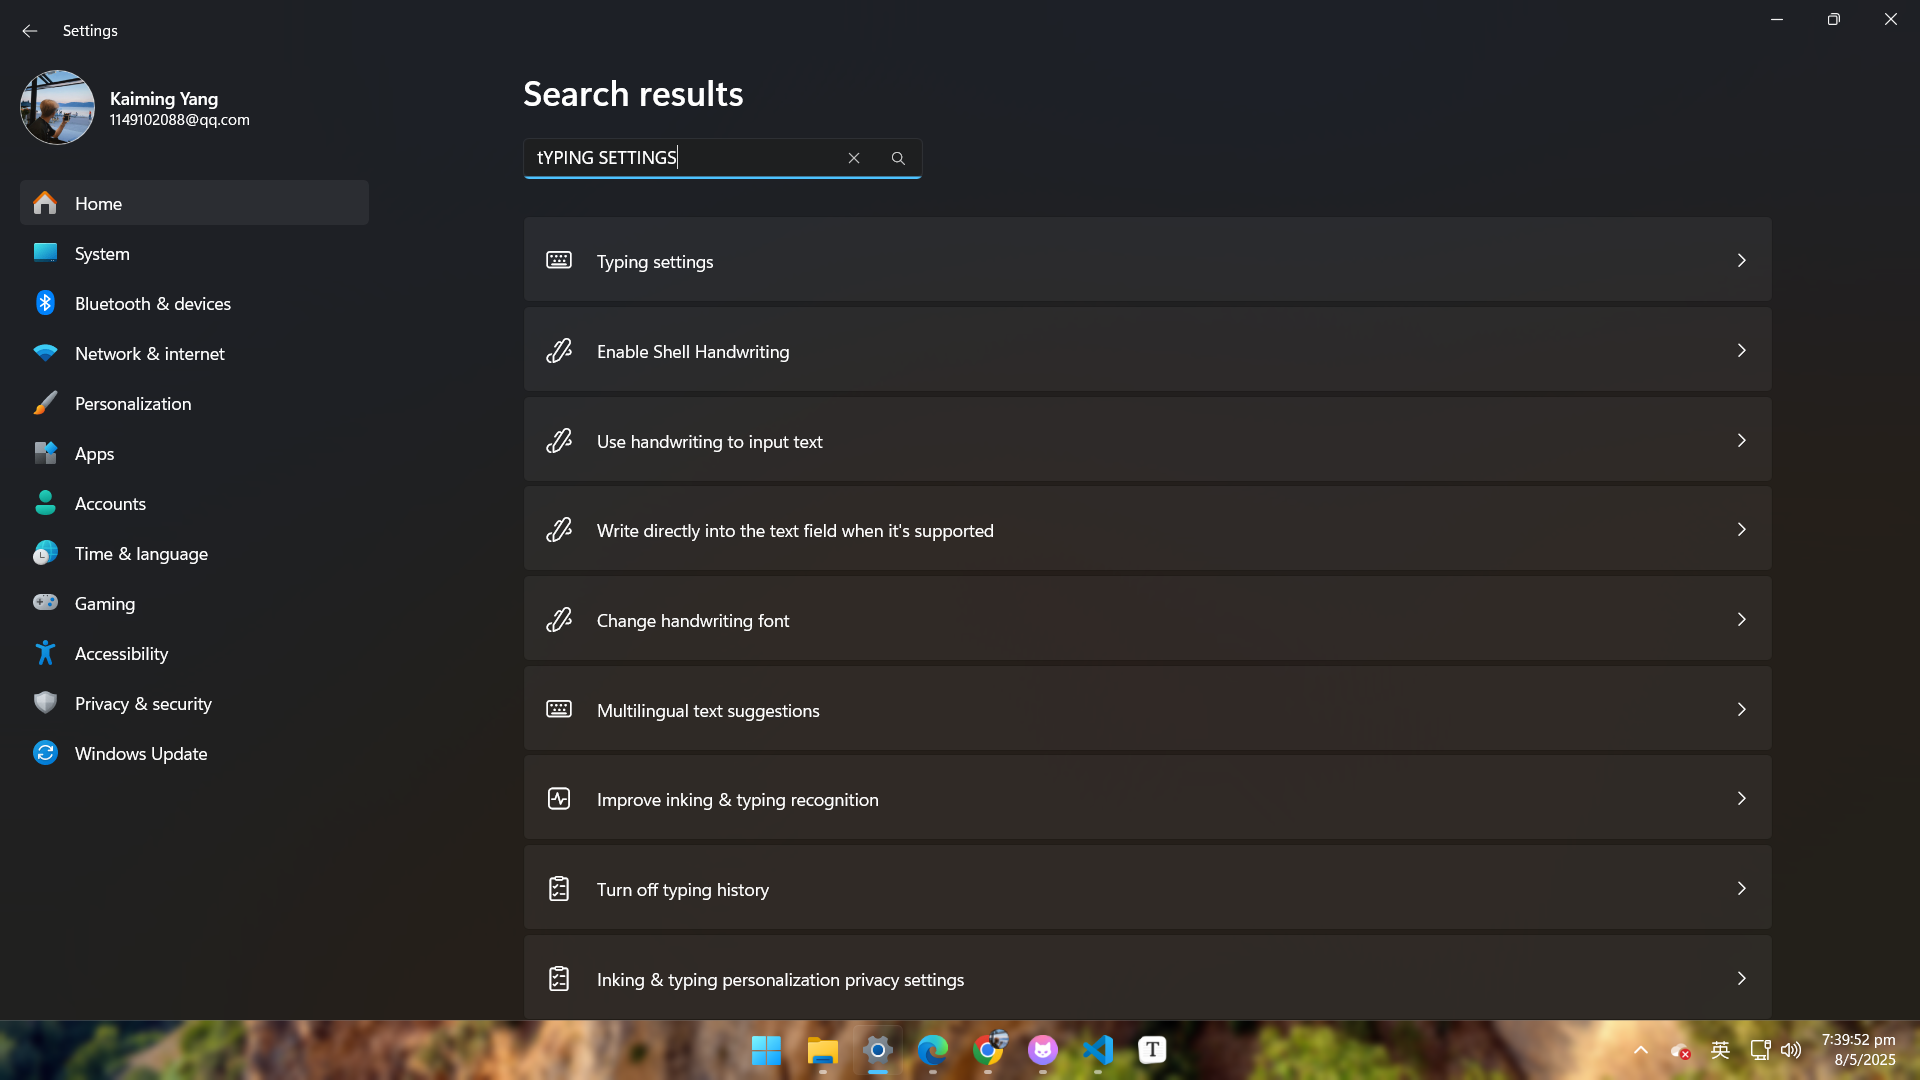 Settings
Kaiming Yang
1149102088@qq.com
Home
System
Bluetooth & devices
Network & internet
Personalization
Apps
Accounts
Time & language
Gaming
Accessibility
Privacy & security
Windows Update
Search results
tYPING SETTINGS
Typing settings
Enable Shell Handwriting
Use handwriting to input text
Write directly into the text field when it's supported
Change handwriting font
Multilingual text suggestions
Improve inking & typing recognition
Turn off typing history
Inking & typing personalization privacy settings
T
英
7:39:52 pm
8/5/2025